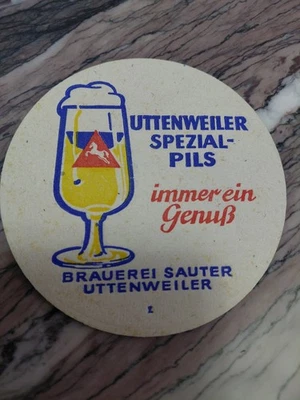 UTTENWEILER
SPEZIAL-
PILS
immer ein
Genuß
BRAUEREI SAUTER
UTTENWEILER